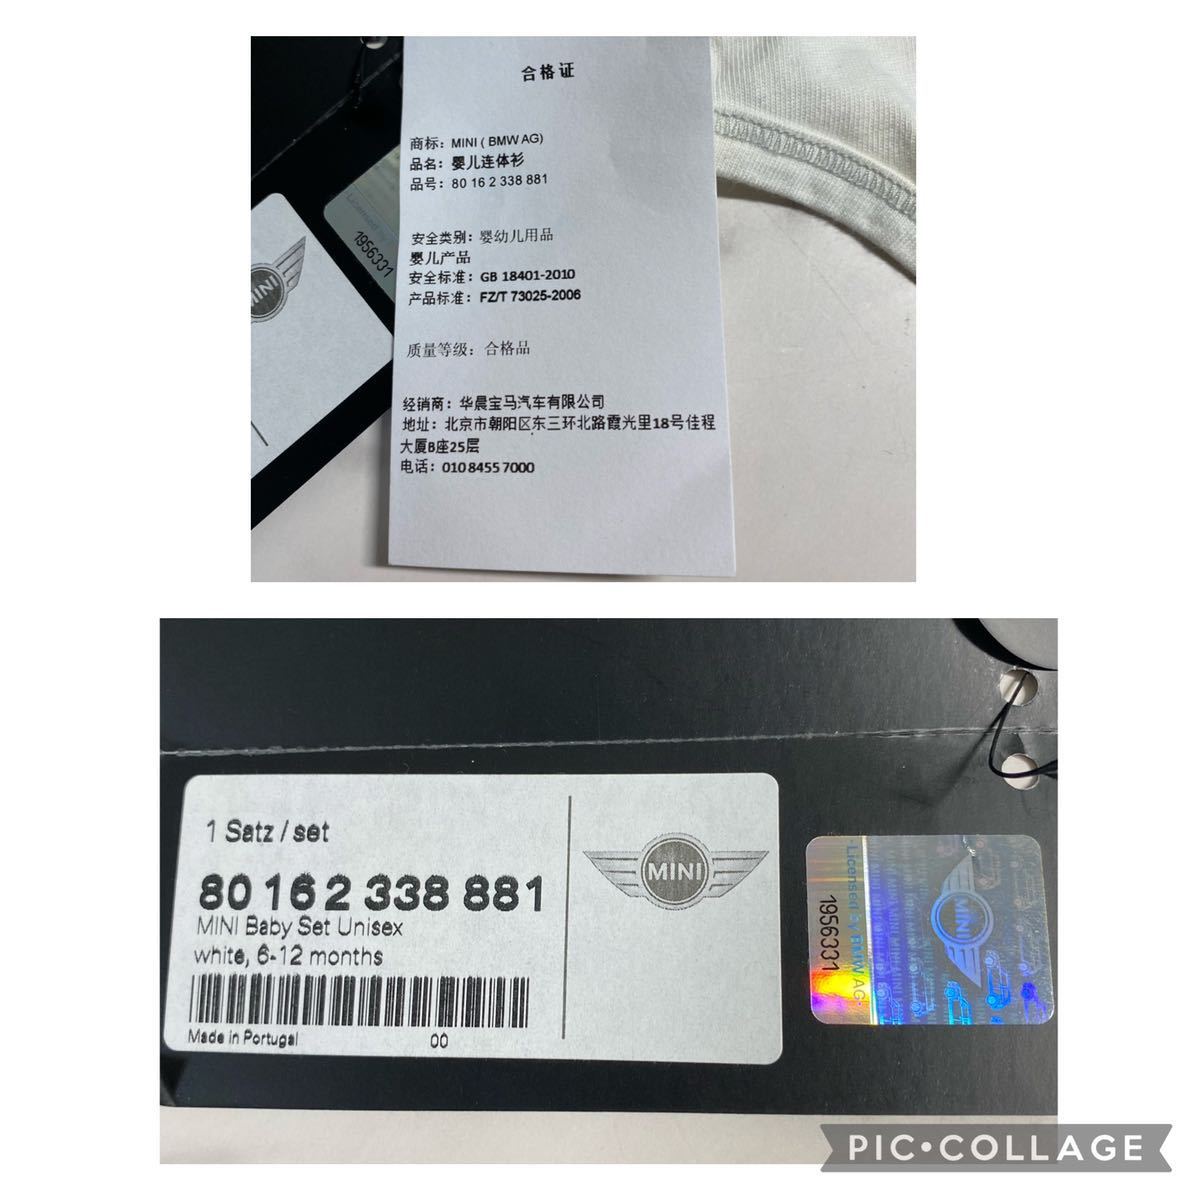 合格证
商标：MINI ( BMW AG)
品名：婴儿连体衫
品号：80 16 2 338 881
安全类别：婴幼儿用品
婴儿产品
安全标准：GB 18401-2010
产品标准：FZ/T 73025-2006
质量等级：合格品
经销商：华晨宝马汽车有限公司
地址：北京市朝阳区东三环北路霞光里18号佳程
大厦B座25层
电话：010 8455 7000
Licensed
1956331
MINI
1 Satz / set
80 16 2 338 881
MINI Baby Set Unisex
white, 6-12 months
Made in Portugal
00
MINI
·Licensed by BMW AG·
1956331
MINI
PIC•COLLAGE